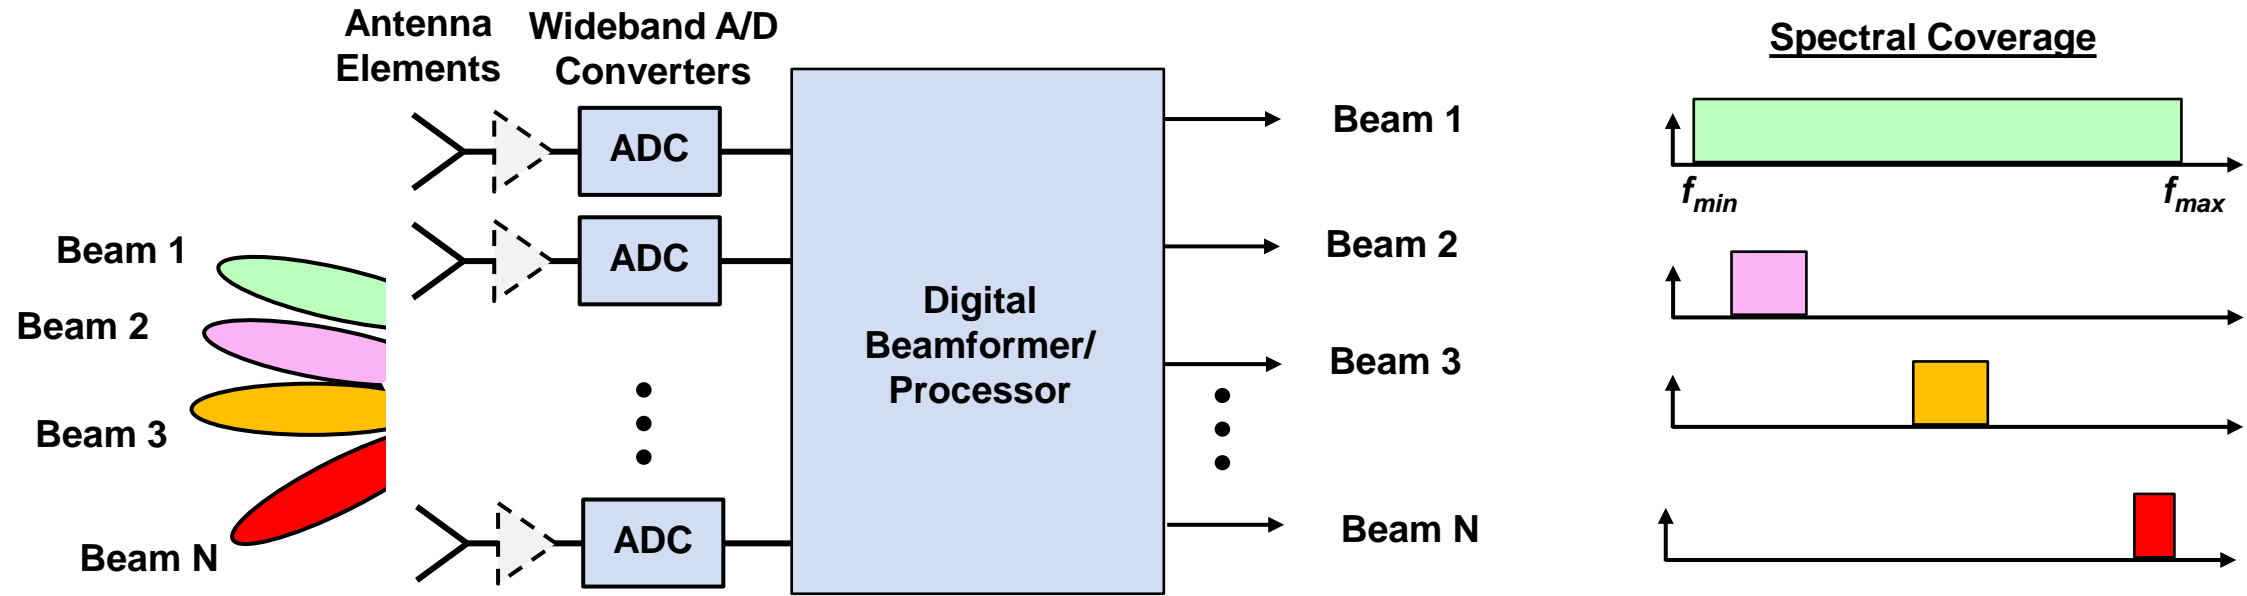 Antenna
Elements
Wideband A/D
Converters
Spectral Coverage
ADC
Beam 1
f_min
f_max
Beam 1
ADC
Beam 2
Beam 2
Digital
Beamformer/
Processor
Beam 3
Beam 3
ADC
Beam N
Beam N